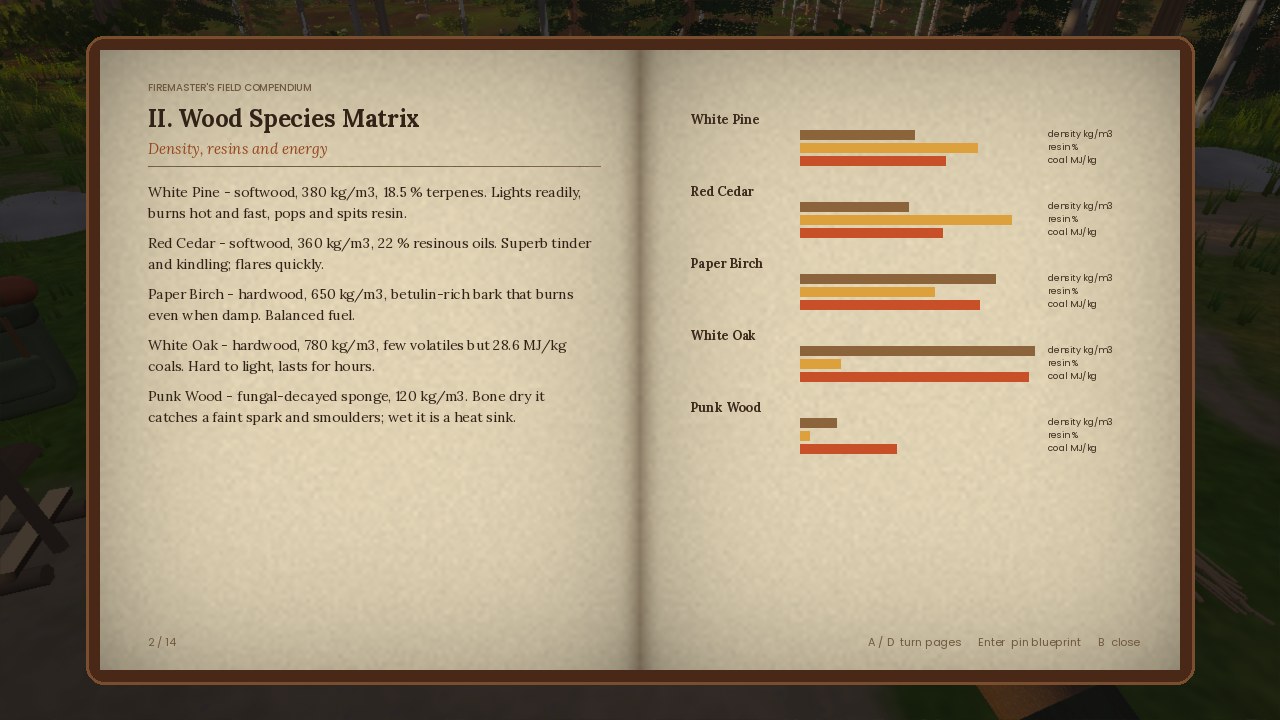 FIREMASTER'S FIELD COMPENDIUM
II. Wood Species Matrix
Density, resins and energy
White Pine - softwood, 380 kg/m3, 18.5 % terpenes. Lights readily,
burns hot and fast, pops and spits resin.
Red Cedar - softwood, 360 kg/m3, 22 % resinous oils. Superb tinder
and kindling; flares quickly.
Paper Birch - hardwood, 650 kg/m3, betulin-rich bark that burns
even when damp. Balanced fuel.
White Oak - hardwood, 780 kg/m3, few volatiles but 28.6 MJ/kg
coals. Hard to light, lasts for hours.
Punk Wood - fungal-decayed sponge, 120 kg/m3. Bone dry it
catches a faint spark and smoulders; wet it is a heat sink.
2 / 14
White Pine
density kg/m3
resin %
coal MJ/kg
Red Cedar
density kg/m3
resin %
coal MJ/kg
Paper Birch
density kg/m3
resin %
coal MJ/kg
White Oak
density kg/m3
resin %
coal MJ/kg
Punk Wood
density kg/m3
resin %
coal MJ/kg
A / D turn pages Enter pin blueprint B close